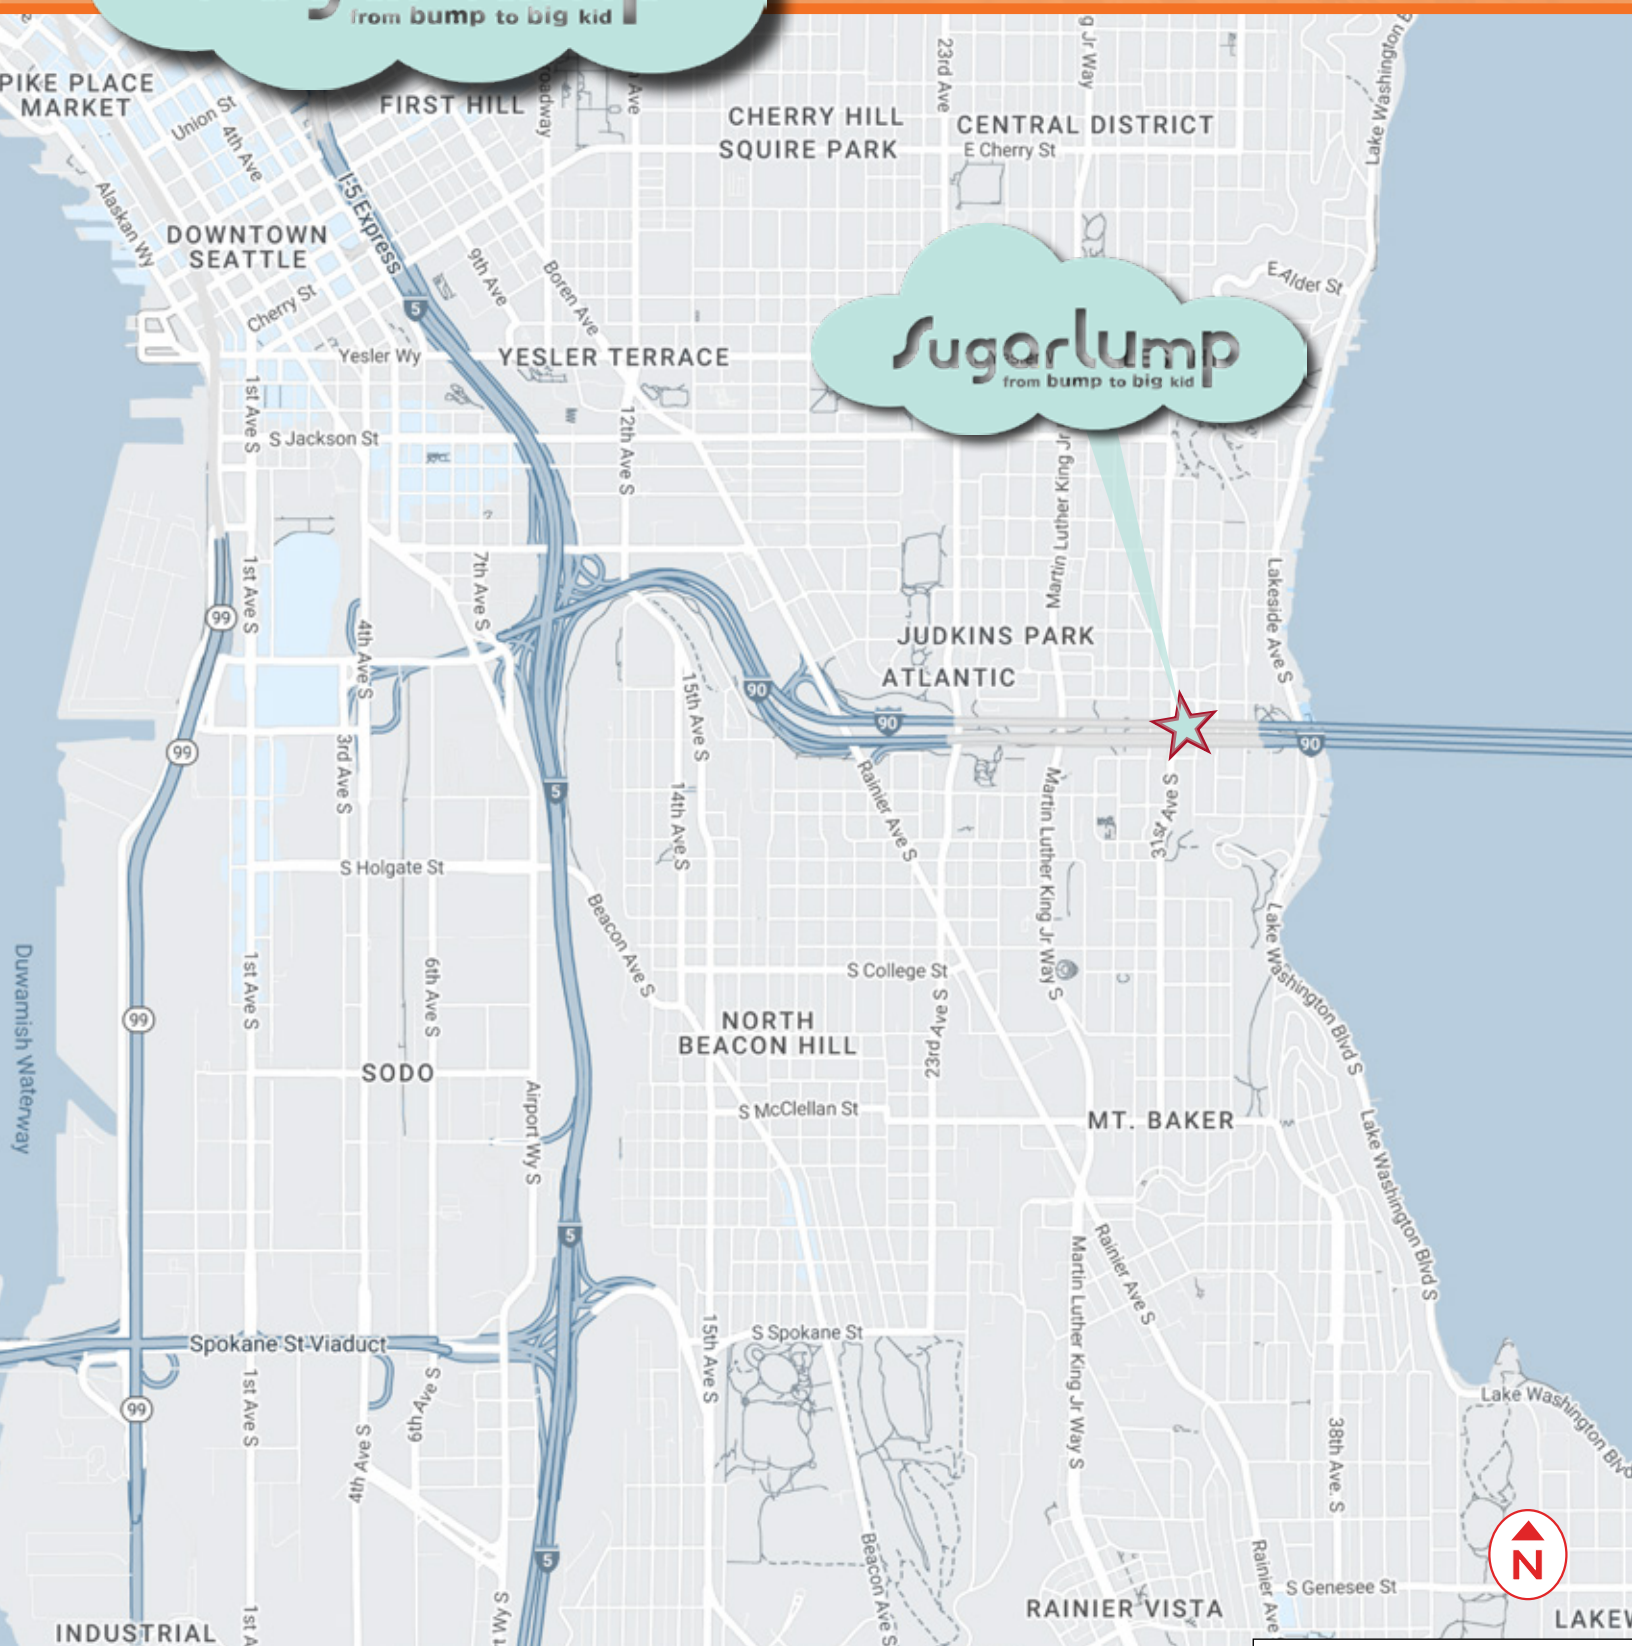 from bump to big kid
PIKE PLACE
MARKET
Union St
4th Ave
FIRST HILL
Ave
23rd Ave
g Jr Way
Lake Washington B
CHERRY HILL
SQUIRE PARK
CENTRAL DISTRICT
E Cherry St
Alaskan Wy
I-5 Express
DOWNTOWN
SEATTLE
Cherry St
9th Ave
Boren Ave
E Alder St
5
Sugarlump
from bump to big kid
Yesler Wy
YESLER TERRACE
1st Ave S
S Jackson St
12th Ave S
Martin Luther King Jr
1st Ave S
7th Ave S
Lakeside Ave S
99
4th Ave S
JUDKINS PARK
ATLANTIC
15th Ave S
90
90
90
99
3rd Ave S
5
14th Ave S
Rainier Ave S
Martin Luther King Jr Way S
31st Ave S
S Holgate St
Beacon Ave S
Lake Washington Blvd S
Duwamish Waterway
1st Ave S
6th Ave S
S College St
99
NORTH
BEACON HILL
23rd Ave S
SODO
Airport Wy S
S McClellan St
MT. BAKER
Lake Washington Blvd S
5
Rainier Ave S
Martin Luther King Jr Way S
Spokane St Viaduct
S Spokane St
15th Ave S
1st Ave S
6th Ave S
Lake Washington Blvd
99
4th Ave S
38th Ave. S
5
Beacon Ave S
Rainier Ave
N
S Genesee St
RAINIER VISTA
INDUSTRIAL
1st A
t Wy S
LAKEW